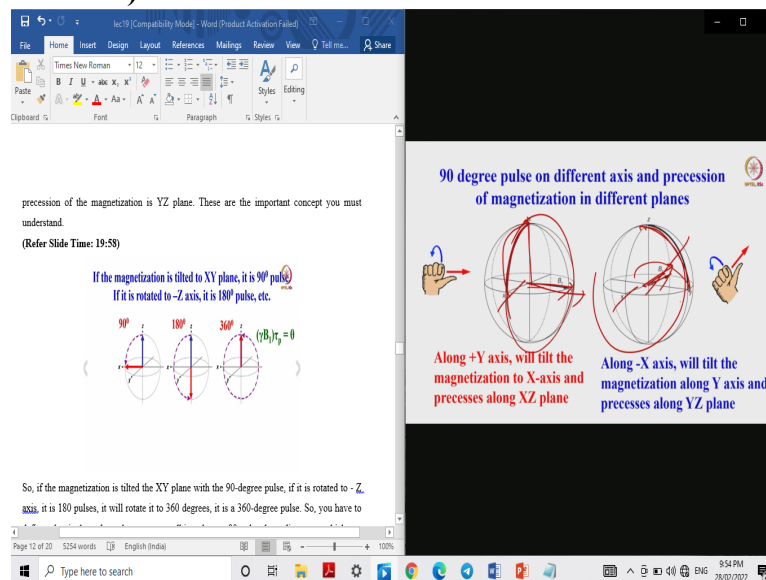 lec19 [Compatibility Mode] - Word (Product Activation Failed)
File Home Insert Design Layout References Mailings Review View Tell me... Share
Times New Roman 12
Paste
B I U abc X₂ X²
A Aa A A
Styles Editing
Clipboard Font Paragraph Styles
precession of the magnetization is YZ plane. These are the important concept you must
understand.
(Refer Slide Time: 19:58)
If the magnetization is tilted to XY plane, it is 90⁰ pulse
If it is rotated to –Z axis, it is 180⁰ pulse, etc.
90⁰ 180⁰ 360⁰
(γB₁)τₚ = θ
So, if the magnetization is tilted the XY plane with the 90-degree pulse, if it is rotated to - Z
axis, it is 180 pulses, it will rotate it to 360 degrees, it is a 360-degree pulse. So, you have to
Page 12 of 20 5254 words English (India) 100%
90 degree pulse on different axis and precession
of magnetization in different planes
Along +Y axis, will tilt the
magnetization to X-axis and
precesses along XZ plane
Along -X axis, will tilt the
magnetization along Y axis and
precesses along YZ plane
Type here to search
ENG 9:54 PM
28/02/2022